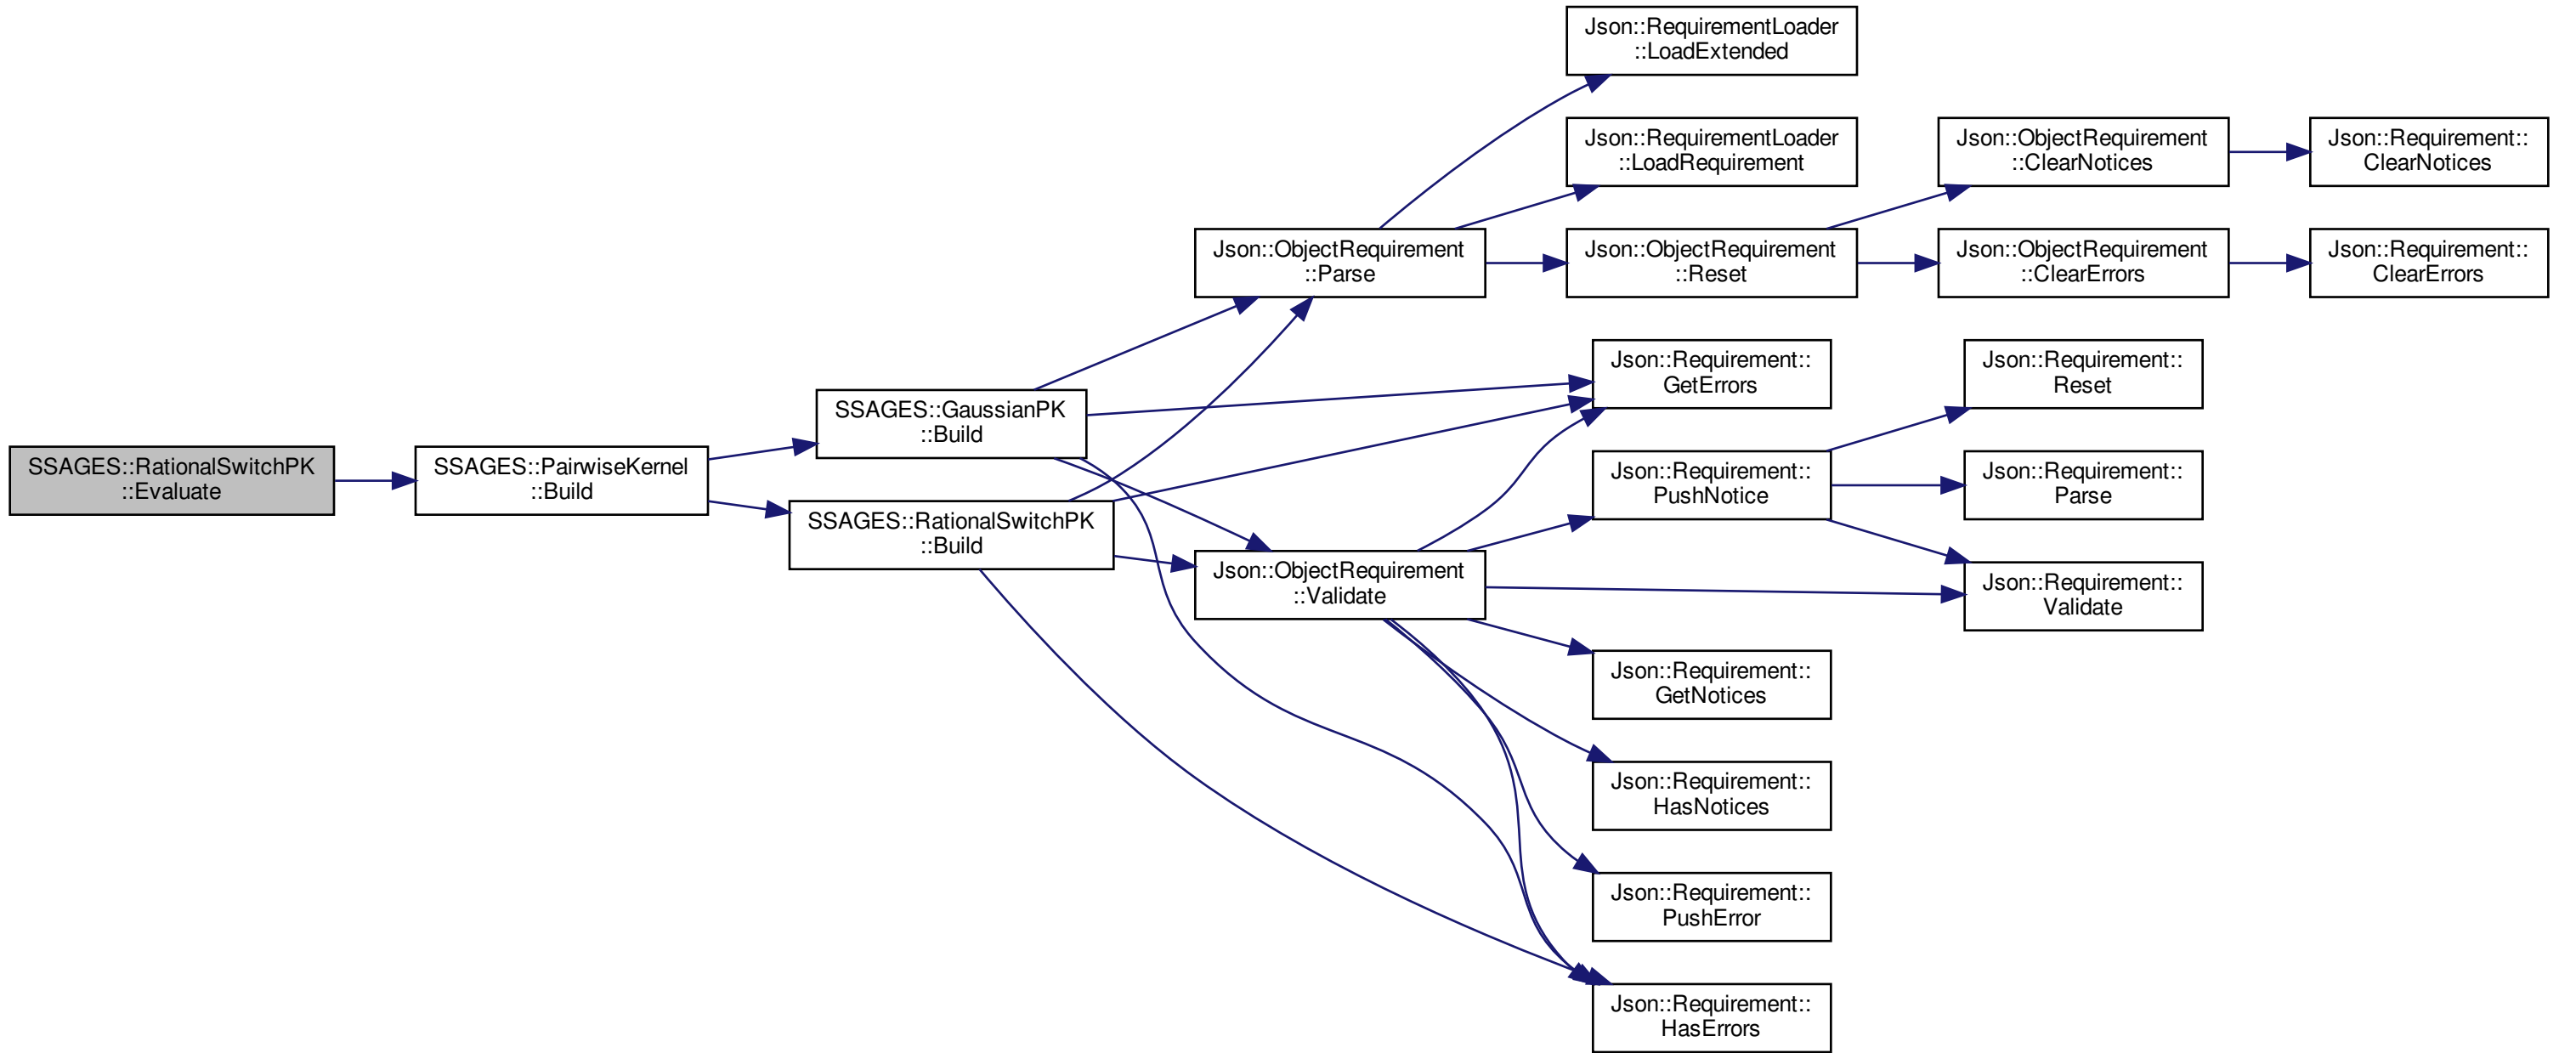 SSAGES::RationalSwitchPK
::Evaluate
SSAGES::PairwiseKernel
::Build
SSAGES::GaussianPK
::Build
SSAGES::RationalSwitchPK
::Build
Json::ObjectRequirement
::Parse
Json::ObjectRequirement
::Validate
Json::RequirementLoader
::LoadExtended
Json::RequirementLoader
::LoadRequirement
Json::ObjectRequirement
::Reset
Json::Requirement::
GetErrors
Json::Requirement::
PushNotice
Json::Requirement::
GetNotices
Json::Requirement::
HasNotices
Json::Requirement::
PushError
Json::Requirement::
HasErrors
Json::ObjectRequirement
::ClearNotices
Json::ObjectRequirement
::ClearErrors
Json::Requirement::
Reset
Json::Requirement::
Parse
Json::Requirement::
Validate
Json::Requirement::
ClearNotices
Json::Requirement::
ClearErrors